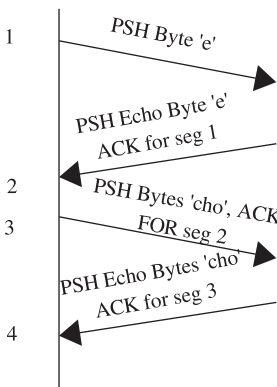 1
PSH Byte 'e'
PSH Echo Byte 'e'
ACK for seg 1
2
PSH Bytes 'cho', ACK
FOR seg 2
3
PSH Echo Bytes 'cho'
ACK for seg 3
4